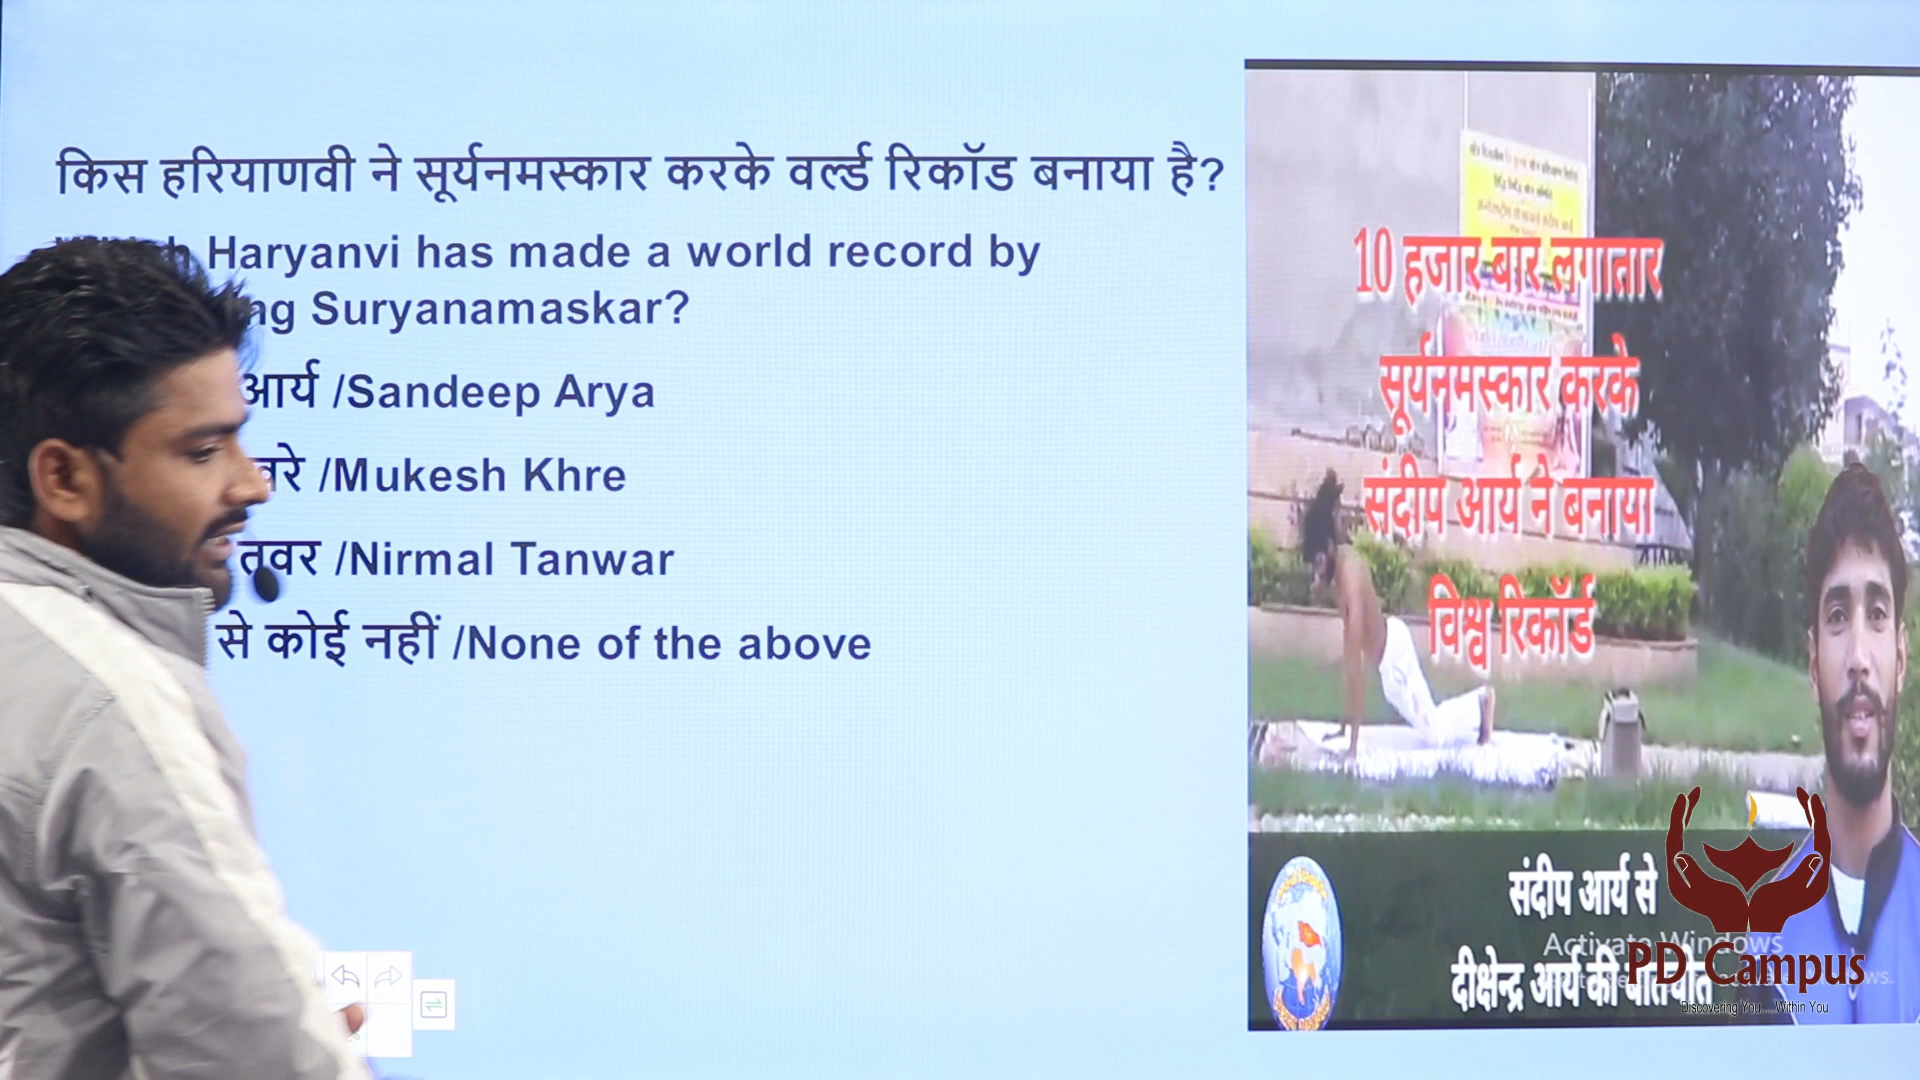 किस हरियाणवी ने सूर्यनमस्कार करके वर्ल्ड रिकॉड बनाया है?
Haryanvi has made a world record by
Suryanamaskar?
आर्य /Sandeep Arya
/Mukesh Khre
तवर /Nirmal Tanwar
से कोई नहीं /None of the above
10 हजार बार लगातार
सूर्यनमस्कार करके
संदीप आर्य ने बनाया
विश्व रिकॉर्ड
संदीप आर्य से
दीक्षेन्द्र आर्य की बातचीत
Activate Windows
PD Campus
Discovering You....Within You